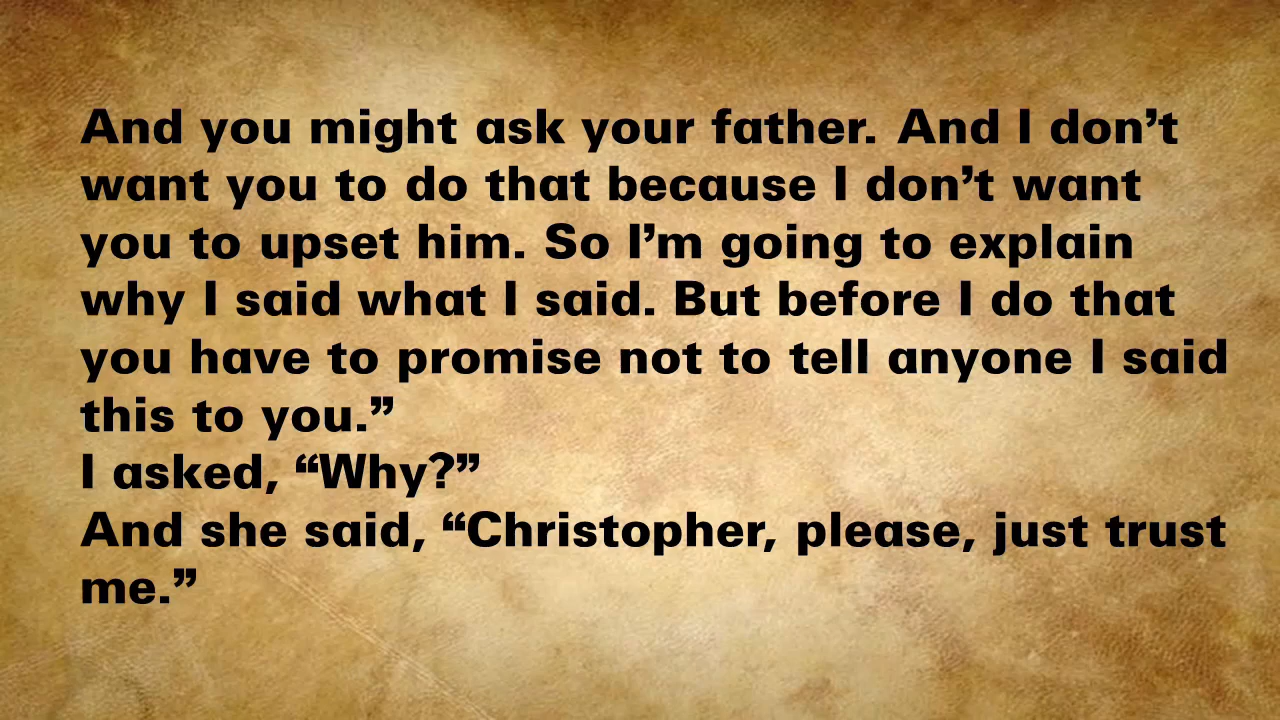 And you might ask your father. And I don’t
want you to do that because I don’t want
you to upset him. So I’m going to explain
why I said what I said. But before I do that
you have to promise not to tell anyone I said
this to you.”
I asked, “Why?”
And she said, “Christopher, please, just trust
me.”